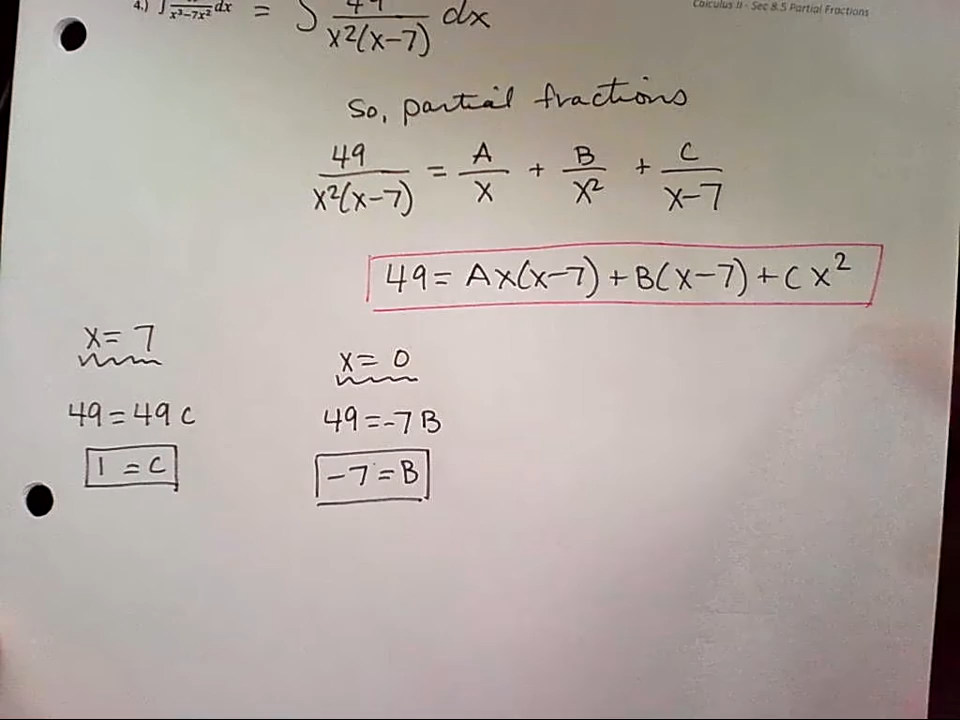 4.) ∫ dx/x³−7x² = ∫ 49/x²(x−7) dx
Calculus II - Sec 8.5 Partial Fractions
So, partial fractions
49/x²(x−7) = A/x + B/x² + C/x−7
49 = Ax(x−7) + B(x−7) + Cx²
x = 7
x = 0
49 = 49C
49 = −7B
1 = C
−7 = B